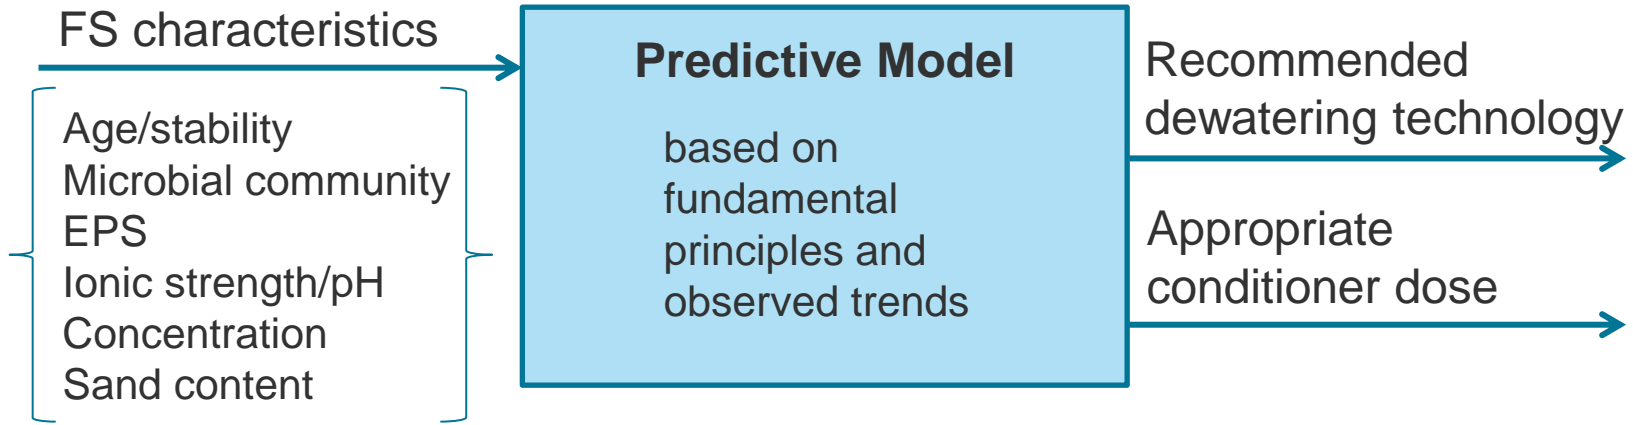 FS characteristics
Age/stability
Microbial community
EPS
Ionic strength/pH
Concentration
Sand content
Predictive Model
based on
fundamental
principles and
observed trends
Recommended
dewatering technology
Appropriate
conditioner dose